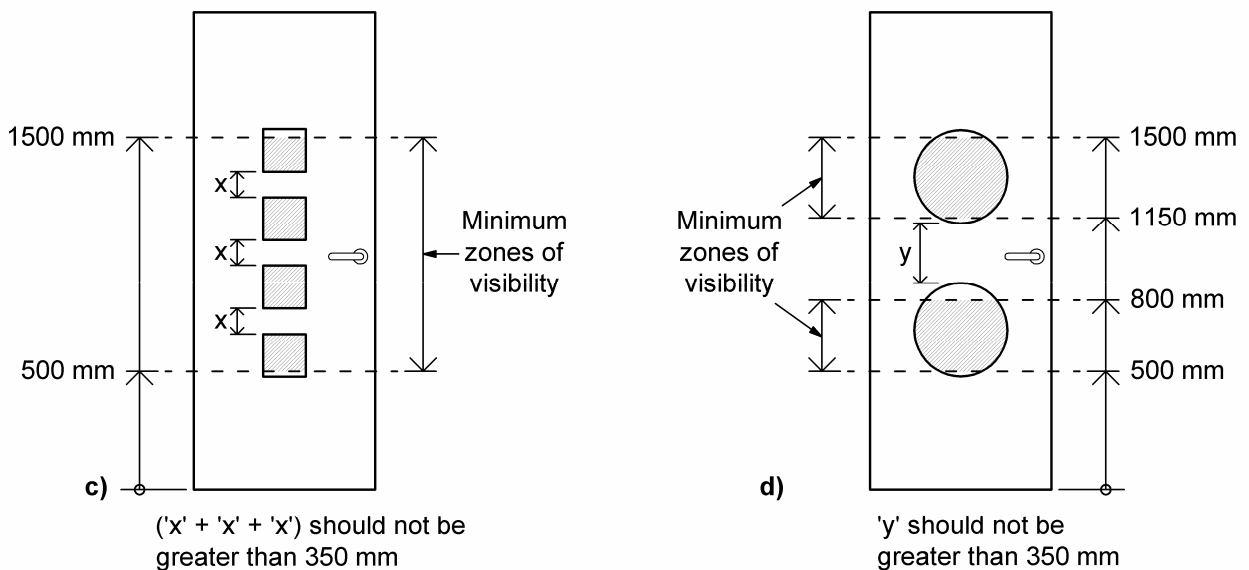 1500 mm
x
x
x
500 mm
Minimum
zones of
visibility
c)
('x' + 'x' + 'x') should not be
greater than 350 mm
Minimum
zones of
visibility
y
1500 mm
1150 mm
800 mm
500 mm
d)
'y' should not be
greater than 350 mm